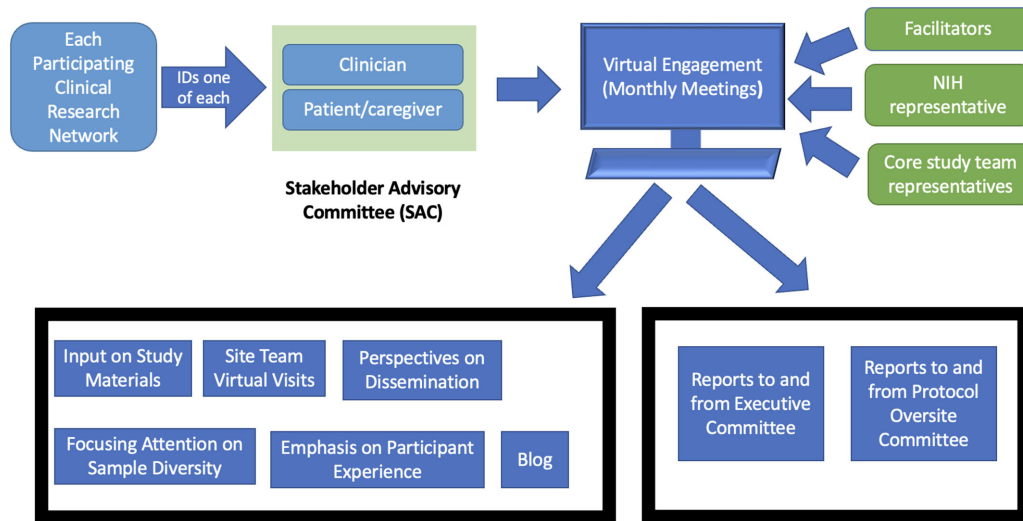 Each
Participating
Clinical
Research
Network
IDs one
of each
Clinician
Patient/caregiver
Stakeholder Advisory
Committee (SAC)
Virtual Engagement
(Monthly Meetings)
Facilitators
NIH
representative
Core study team
representatives
Input on Study
Materials
Site Team
Virtual Visits
Perspectives on
Dissemination
Focusing Attention on
Sample Diversity
Emphasis on Participant
Experience
Blog
Reports to and
from Executive
Committee
Reports to and
from Protocol
Oversite
Committee